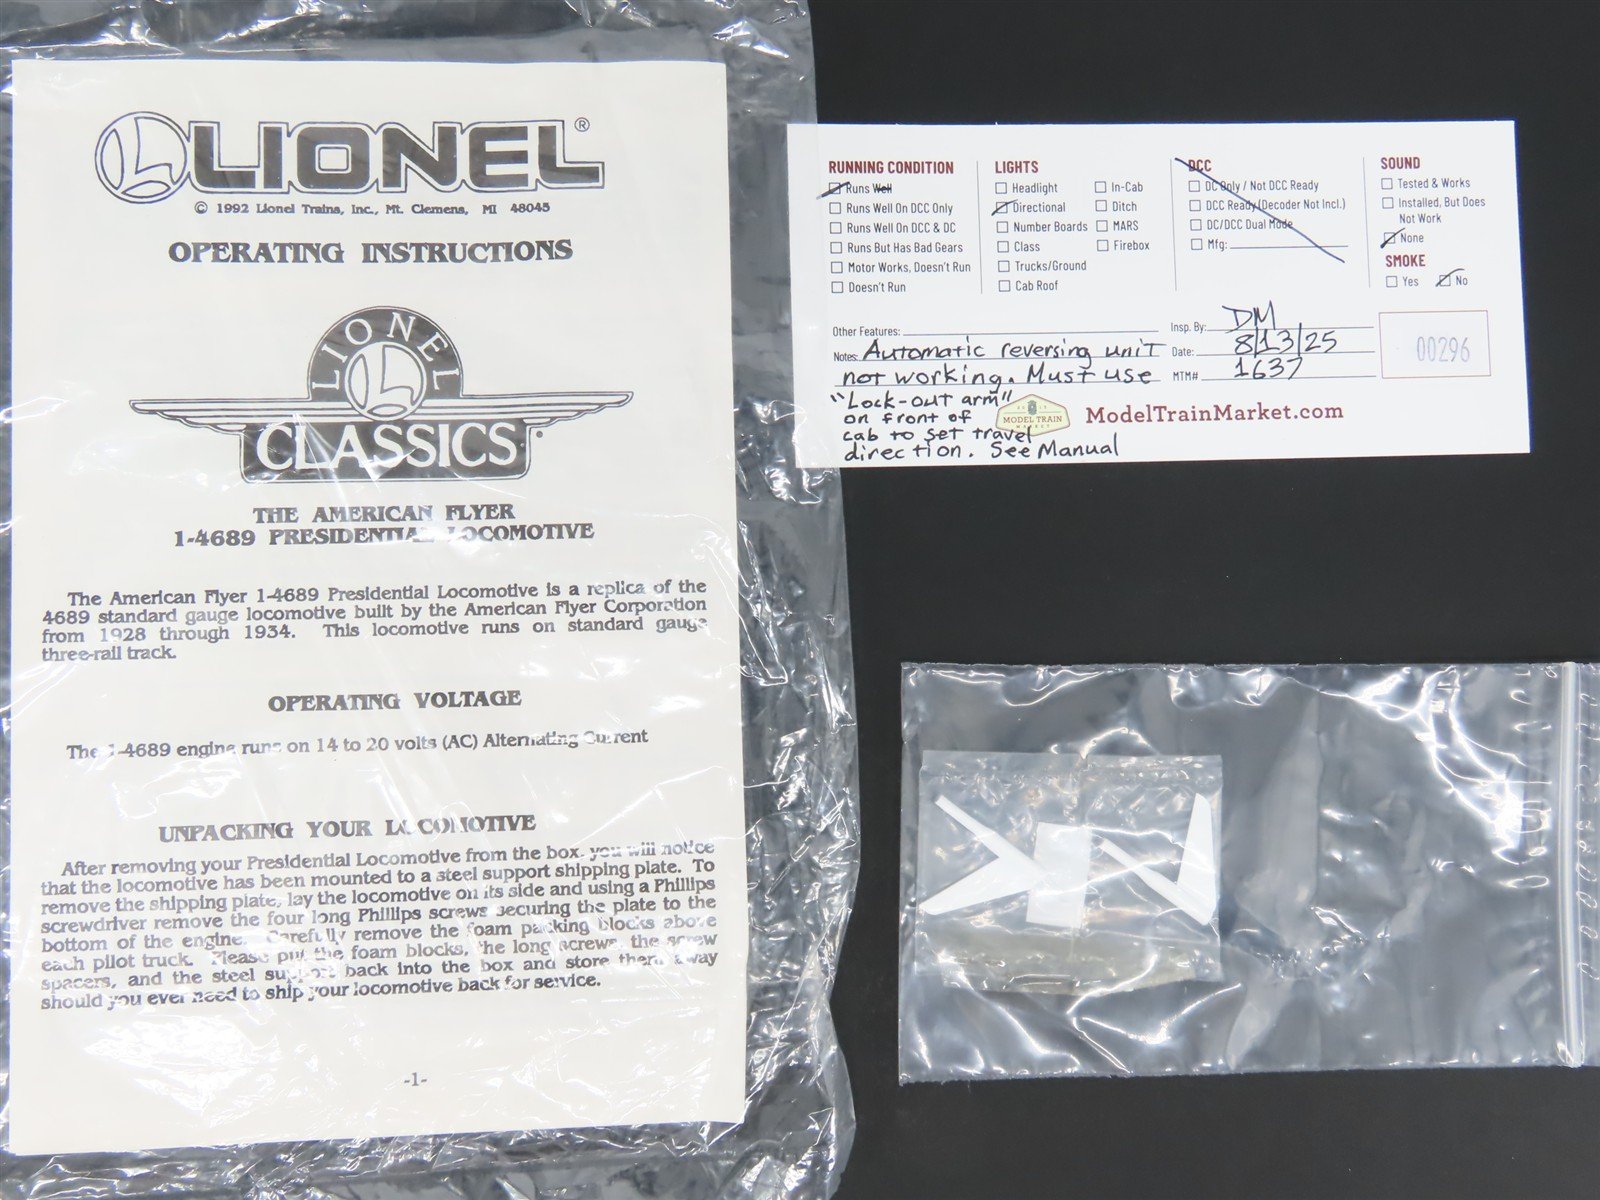 LIONEL®
© 1992 Lionel Trains, Inc., Mt. Clemens, MI 48045
OPERATING INSTRUCTIONS
LIONEL
CLASSICS
THE AMERICAN FLYER
1-4689 PRESIDENTIAL LOCOMOTIVE
The American Flyer 1-4689 Presidential Locomotive is a replica of the
4689 standard gauge locomotive built by the American Flyer Corporation
from 1928 through 1934. This locomotive runs on standard gauge
three-rail track.
OPERATING VOLTAGE
The 1-4689 engine runs on 14 to 20 volts (AC) Alternating Current
UNPACKING YOUR LOCOMOTIVE
After removing your Presidential Locomotive from the box, you will notice
that the locomotive has been mounted to a steel support shipping plate. To
remove the shipping plate, lay the locomotive on its side and using a Phillips
screwdriver remove the four long Phillips screws securing the plate to the
bottom of the engine. Carefully remove the foam packing blocks above
each pilot truck. Please put the foam blocks, the long screws, the screw
spacers, and the steel support back into the box and store them away
should you ever need to ship your locomotive back for service.
-1-
RUNNING CONDITION
Runs Well
Runs Well On DCC Only
Runs Well On DCC & DC
Runs But Has Bad Gears
Motor Works, Doesn't Run
Doesn't Run
LIGHTS
Headlight
Directional
Number Boards
Class
Trucks/Ground
Cab Roof
In-Cab
Ditch
MARS
Firebox
DCC
DC Only / Not DCC Ready
DCC Ready (Decoder Not Incl.)
DC/DCC Dual Mode
Mfg:
SOUND
Tested & Works
Installed, But Does
Not Work
None
SMOKE
Yes No
Other Features:
Notes: Automatic reversing unit
not working. Must use
"Lock-out arm"
on front of
cab to set travel
direction. See Manual
Insp. By: DM
Date: 8/13/25
MTM# 1637
00296
MODEL TRAIN
MARKET
ModelTrainMarket.com